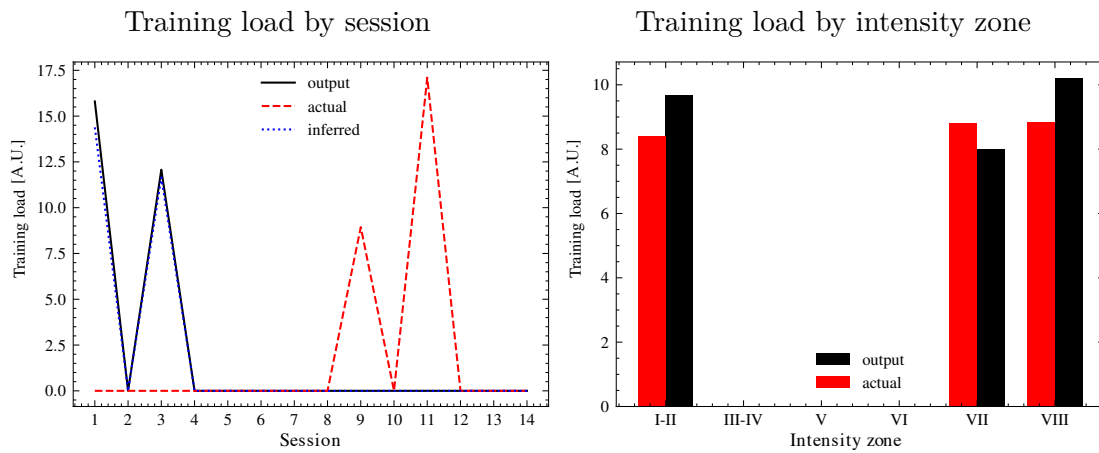 Training load by session
17.5
15.0
12.5
10.0
7.5
5.0
2.5
0.0
Training load [A.U.]
output
actual
inferred
1 2 3 4 5 6 7 8 9 10 11 12 13 14
Session
Training load by intensity zone
10
8
6
4
2
0
Training load [A.U.]
output
actual
I-II III-IV V VI VII VIII
Intensity zone